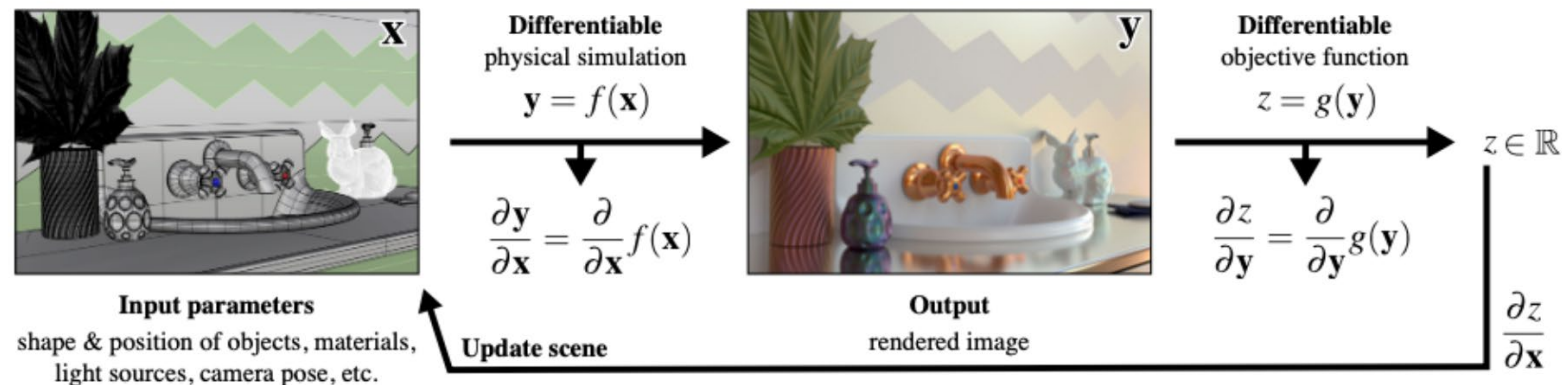 x
Differentiable
physical simulation
y = f(x)
∂y/∂x = ∂/∂x f(x)
y
Differentiable
objective function
z = g(y)
∂z/∂y = ∂/∂y g(y)
z ∈ ℝ
Input parameters
shape & position of objects, materials,
light sources, camera pose, etc.
Update scene
Output
rendered image
∂z/∂x